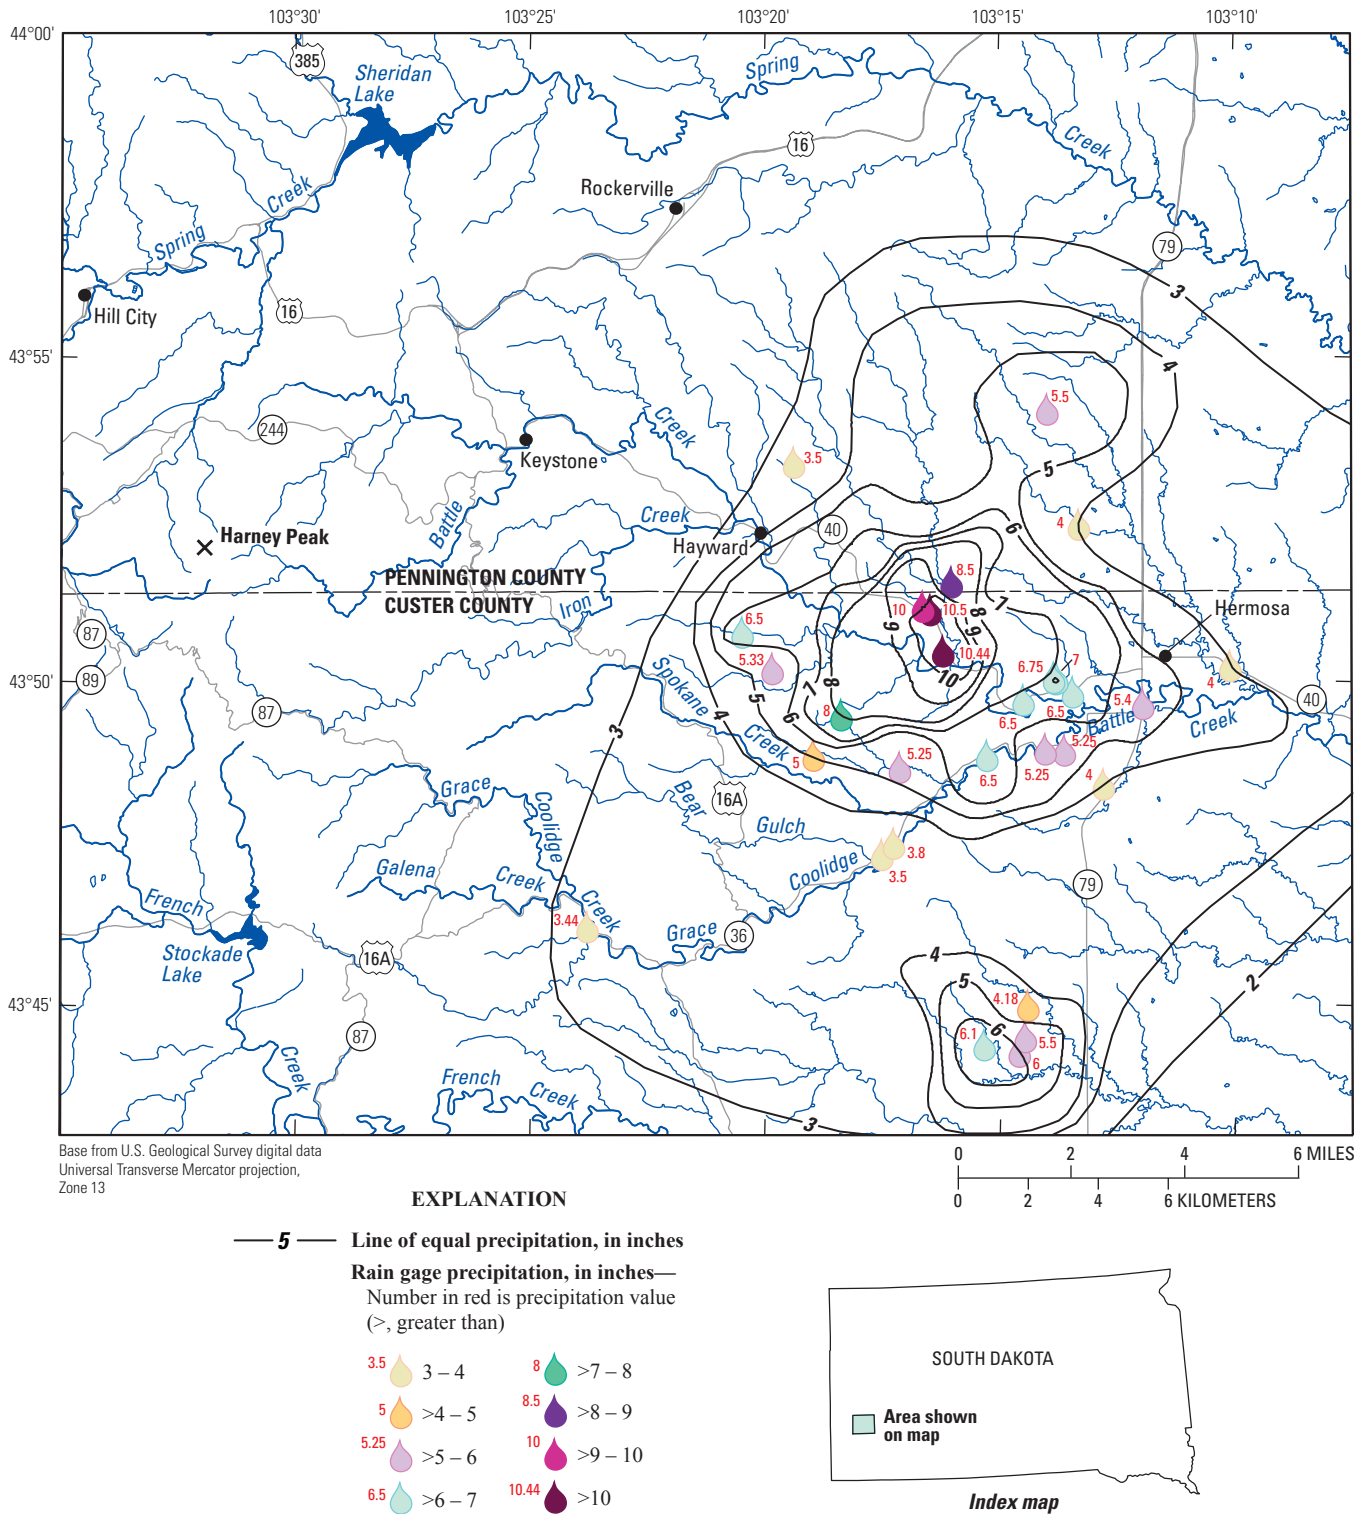 103°30' 103°25' 103°20' 103°15' 103°10'
44°00'
385
Sheridan
Lake
Spring
16
Creek
Rockerville
Creek
Spring
79
3
Hill City
16
43°55'
4
5.5
244
Creek
Keystone
3.5
5
Battle
Creek
40
6
4
Harney Peak
Hayward
PENNINGTON COUNTY
CUSTER COUNTY
Iron
8.5
10
10.5
8
7
Hermosa
87
6.5
9
9
5.33
10.44
6.75
7
4
43°50'
89
Spokane
8
10
7
5
6
8
6.5
6.5
5.4
40
87
4
3
Battle
Creek
Creek
5
5.25
6.5
5.25
5.25
4
Grace
Coolidge
Bear
16A
Gulch
Galena
Creek
Coolidge
3.8
3.5
79
French
Creek
3.44
Grace
36
Stockade
Lake
16A
4
5
2
43°45'
4.18
87
6.1
6
5.5
6
Creek
French
Creek
3
Base from U.S. Geological Survey digital data
Universal Transverse Mercator projection,
Zone 13
0 2 4 6 MILES
0 2 4 6 KILOMETERS
EXPLANATION
5 Line of equal precipitation, in inches
Rain gage precipitation, in inches—
Number in red is precipitation value
(>, greater than)
3.5 3 – 4
5 >4 – 5
5.25 >5 – 6
6.5 >6 – 7
8 >7 – 8
8.5 >8 – 9
10 >9 – 10
10.44 >10
SOUTH DAKOTA
Area shown
on map
Index map